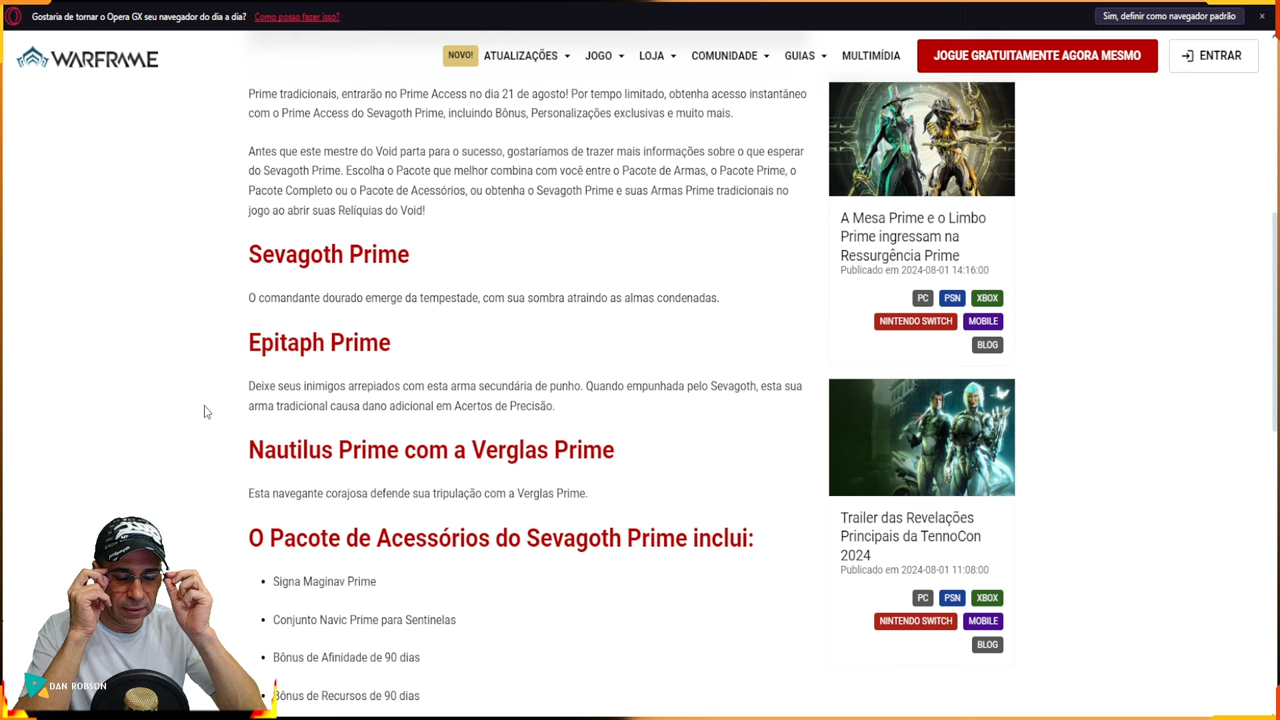 Gostaria de tornar o Opera GX seu navegador do dia a dia?
Como posso fazer isso?
Sim, definir como navegador padrão
WARFRAME
NOVO!
ATUALIZAÇÕES
JOGO
LOJA
COMUNIDADE
GUIAS
MULTIMÍDIA
JOGUE GRATUITAMENTE AGORA MESMO
ENTRAR
Prime tradicionais, entrarão no Prime Access no dia 21 de agosto! Por tempo limitado, obtenha acesso instantâneo
com o Prime Access do Sevagoth Prime, incluindo Bônus, Personalizações exclusivas e muito mais.
Antes que este mestre do Void parta para o sucesso, gostaríamos de trazer mais informações sobre o que esperar
do Sevagoth Prime. Escolha o Pacote que melhor combina com você entre o Pacote de Armas, o Pacote Prime, o
Pacote Completo ou o Pacote de Acessórios, ou obtenha o Sevagoth Prime e suas Armas Prime tradicionais no
jogo ao abrir suas Relíquias do Void!
Sevagoth Prime
O comandante dourado emerge da tempestade, com sua sombra atraindo as almas condenadas.
Epitaph Prime
Deixe seus inimigos arrepiados com esta arma secundária de punho. Quando empunhada pelo Sevagoth, esta sua
arma tradicional causa dano adicional em Acertos de Precisão.
Nautilus Prime com a Verglas Prime
Esta navegante corajosa defende sua tripulação com a Verglas Prime.
O Pacote de Acessórios do Sevagoth Prime inclui:
Signa Maginav Prime
Conjunto Navic Prime para Sentinelas
Bônus de Afinidade de 90 dias
Bônus de Recursos de 90 dias
A Mesa Prime e o Limbo
Prime ingressam na
Ressurgência Prime
Publicado em 2024-08-01 14:16:00
PC PSN XBOX
NINTENDO SWITCH MOBILE
BLOG
Trailer das Revelações
Principais da TennoCon
2024
Publicado em 2024-08-01 11:08:00
PC PSN XBOX
NINTENDO SWITCH MOBILE
BLOG
DAN ROBSON